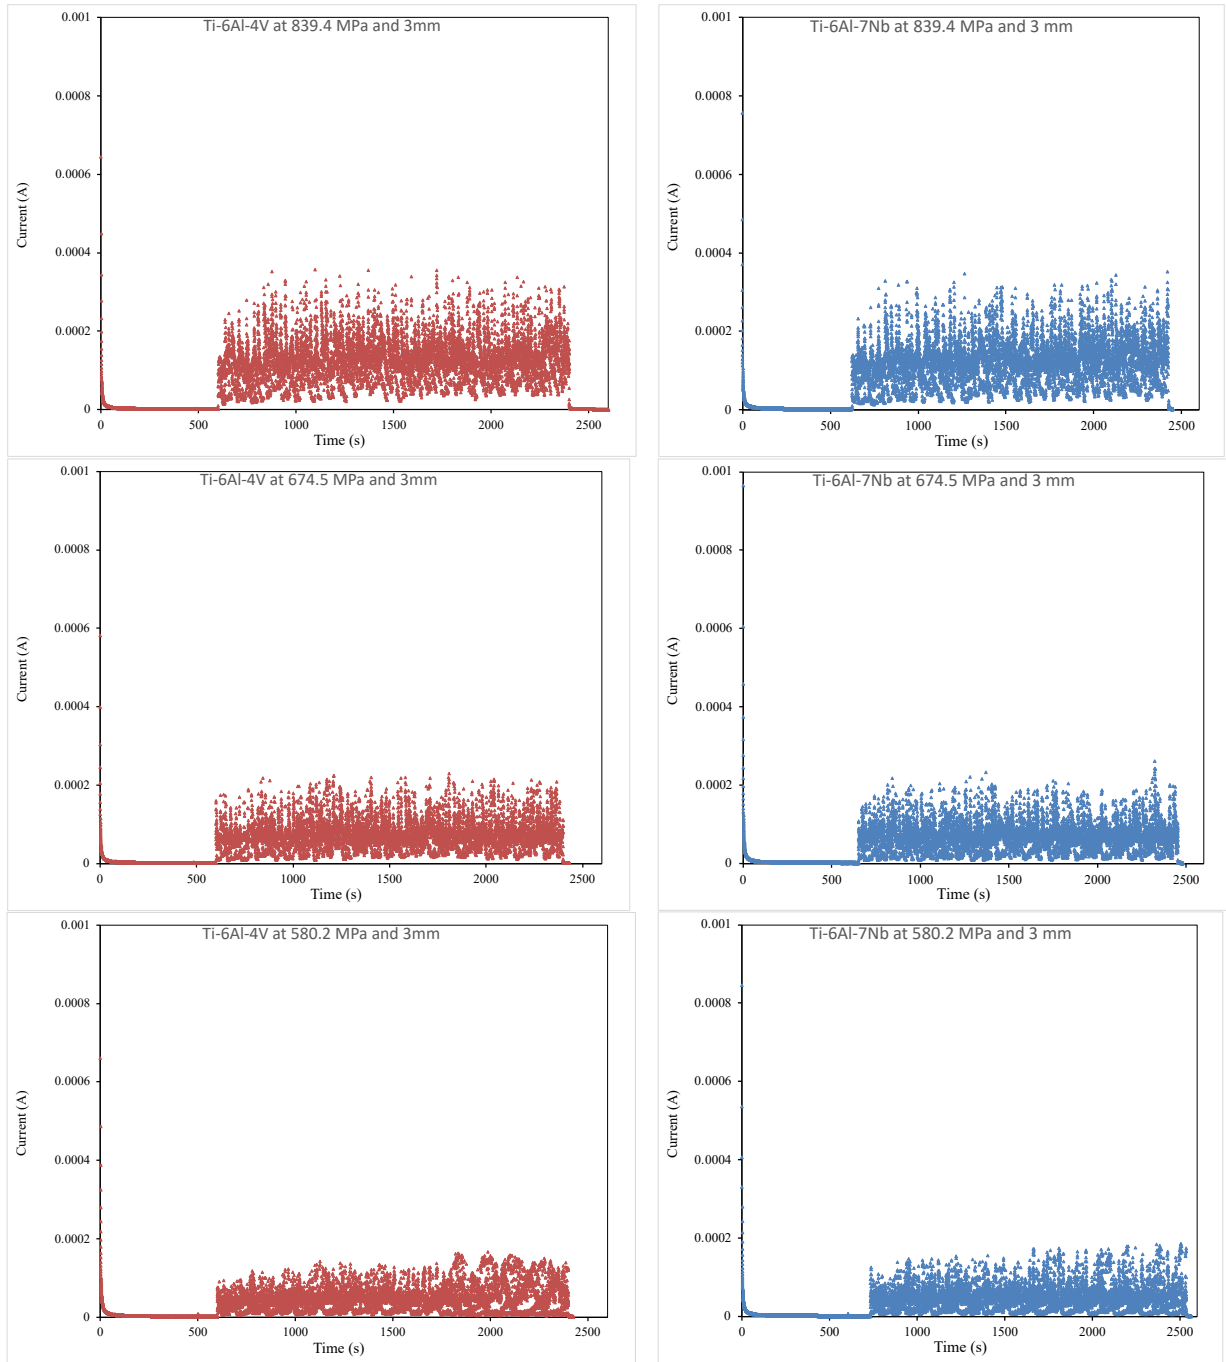 Ti-6Al-4V at 839.4 MPa and 3mm
0.001
0.0008
0.0006
0.0004
0.0002
0
Current (A)
0 500 1000 1500 2000 2500
Time (s)
Ti-6Al-7Nb at 839.4 MPa and 3 mm
0.001
0.0008
0.0006
0.0004
0.0002
0
Current (A)
0 500 1000 1500 2000 2500
Time (s)
Ti-6Al-4V at 674.5 MPa and 3mm
0.001
0.0008
0.0006
0.0004
0.0002
0
Current (A)
0 500 1000 1500 2000 2500
Time (s)
Ti-6Al-7Nb at 674.5 MPa and 3 mm
0.001
0.0008
0.0006
0.0004
0.0002
0
Current (A)
0 500 1000 1500 2000 2500
Time (s)
Ti-6Al-4V at 580.2 MPa and 3mm
0.001
0.0008
0.0006
0.0004
0.0002
0
Current (A)
0 500 1000 1500 2000 2500
Time (s)
Ti-6Al-7Nb at 580.2 MPa and 3 mm
0.001
0.0008
0.0006
0.0004
0.0002
0
Current (A)
0 500 1000 1500 2000 2500
Time (s)